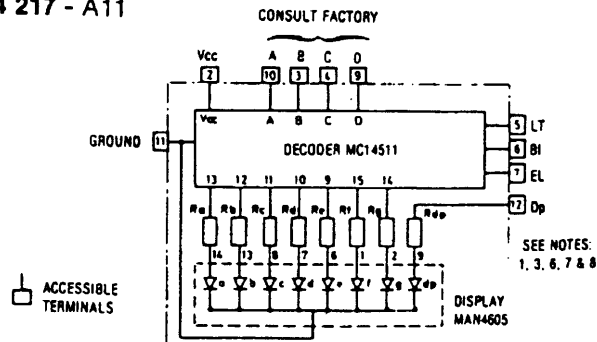 217 - A11
CONSULT FACTORY
Vcc A B C D
2 10 3 4 9
Vcc A B C D
GROUND 11
DECODER MC14511
5 LT
6 BI
7 EL
13 12 11 10 9 15 14
Ra Rb Rc Rd Re Rf Rg Rdp
12 Dp
14 13 8 7 6 1 2 9
a b c d e f g dp
SEE NOTES:
1, 3, 6, 7 & 8
ACCESSIBLE
TERMINALS
DISPLAY
MAN4605